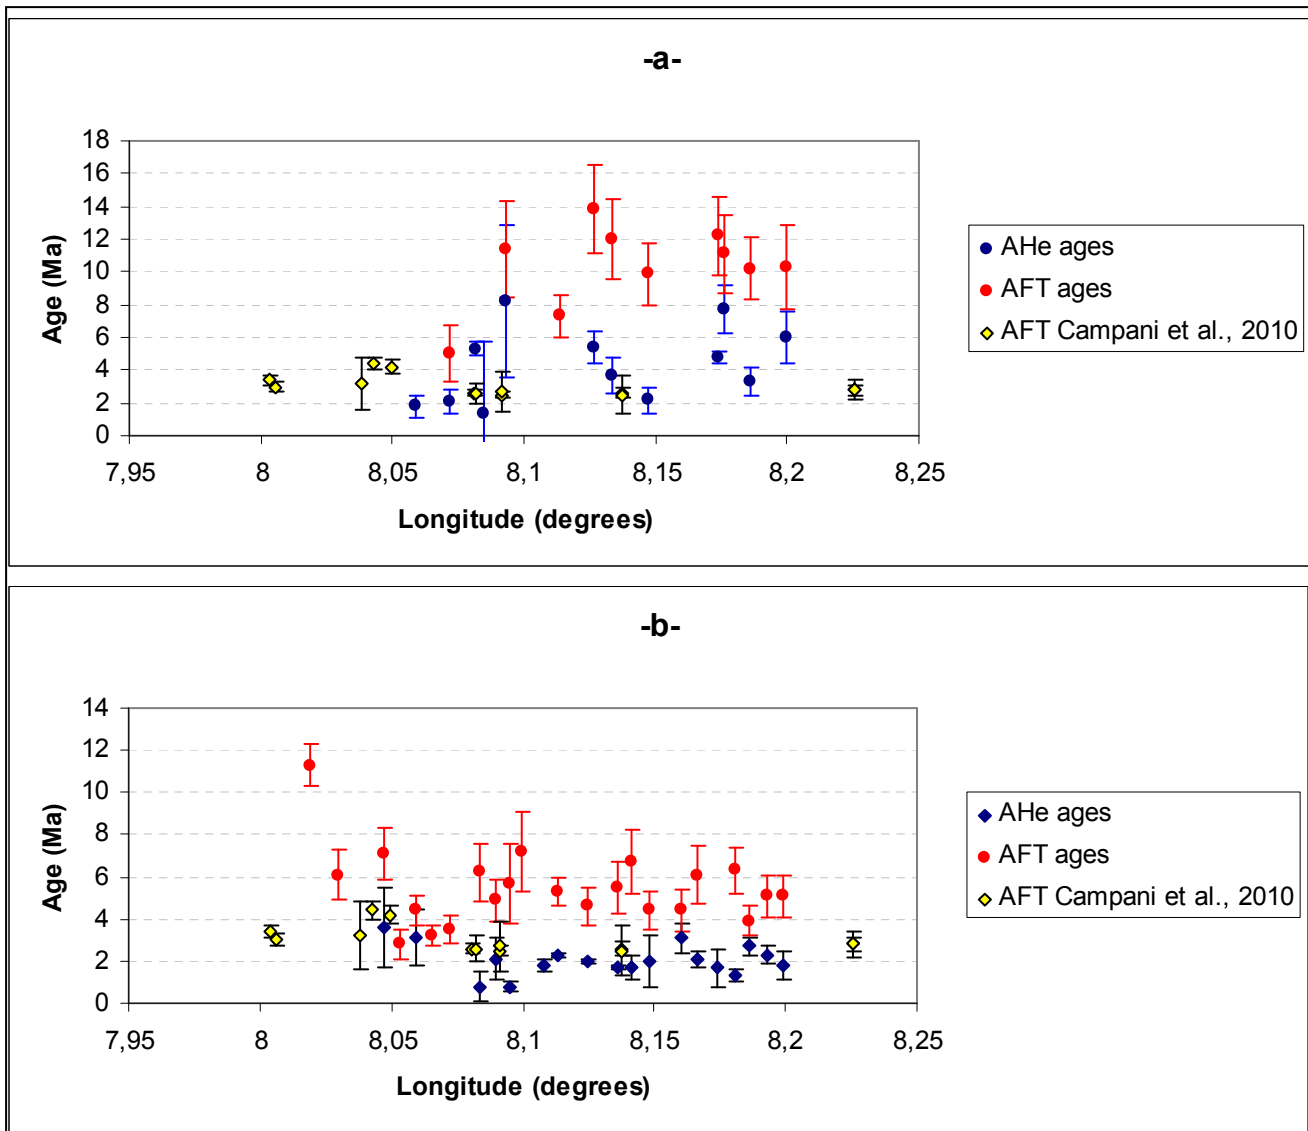 -a-
18
16
14
12
10
8
6
4
2
0
Age (Ma)
7,95 8 8,05 8,1 8,15 8,2 8,25
Longitude (degrees)
AHe ages
AFT ages
AFT Campani et al., 2010
-b-
14
12
10
8
6
4
2
0
Age (Ma)
7,95 8 8,05 8,1 8,15 8,2 8,25
Longitude (degrees)
AHe ages
AFT ages
AFT Campani et al., 2010